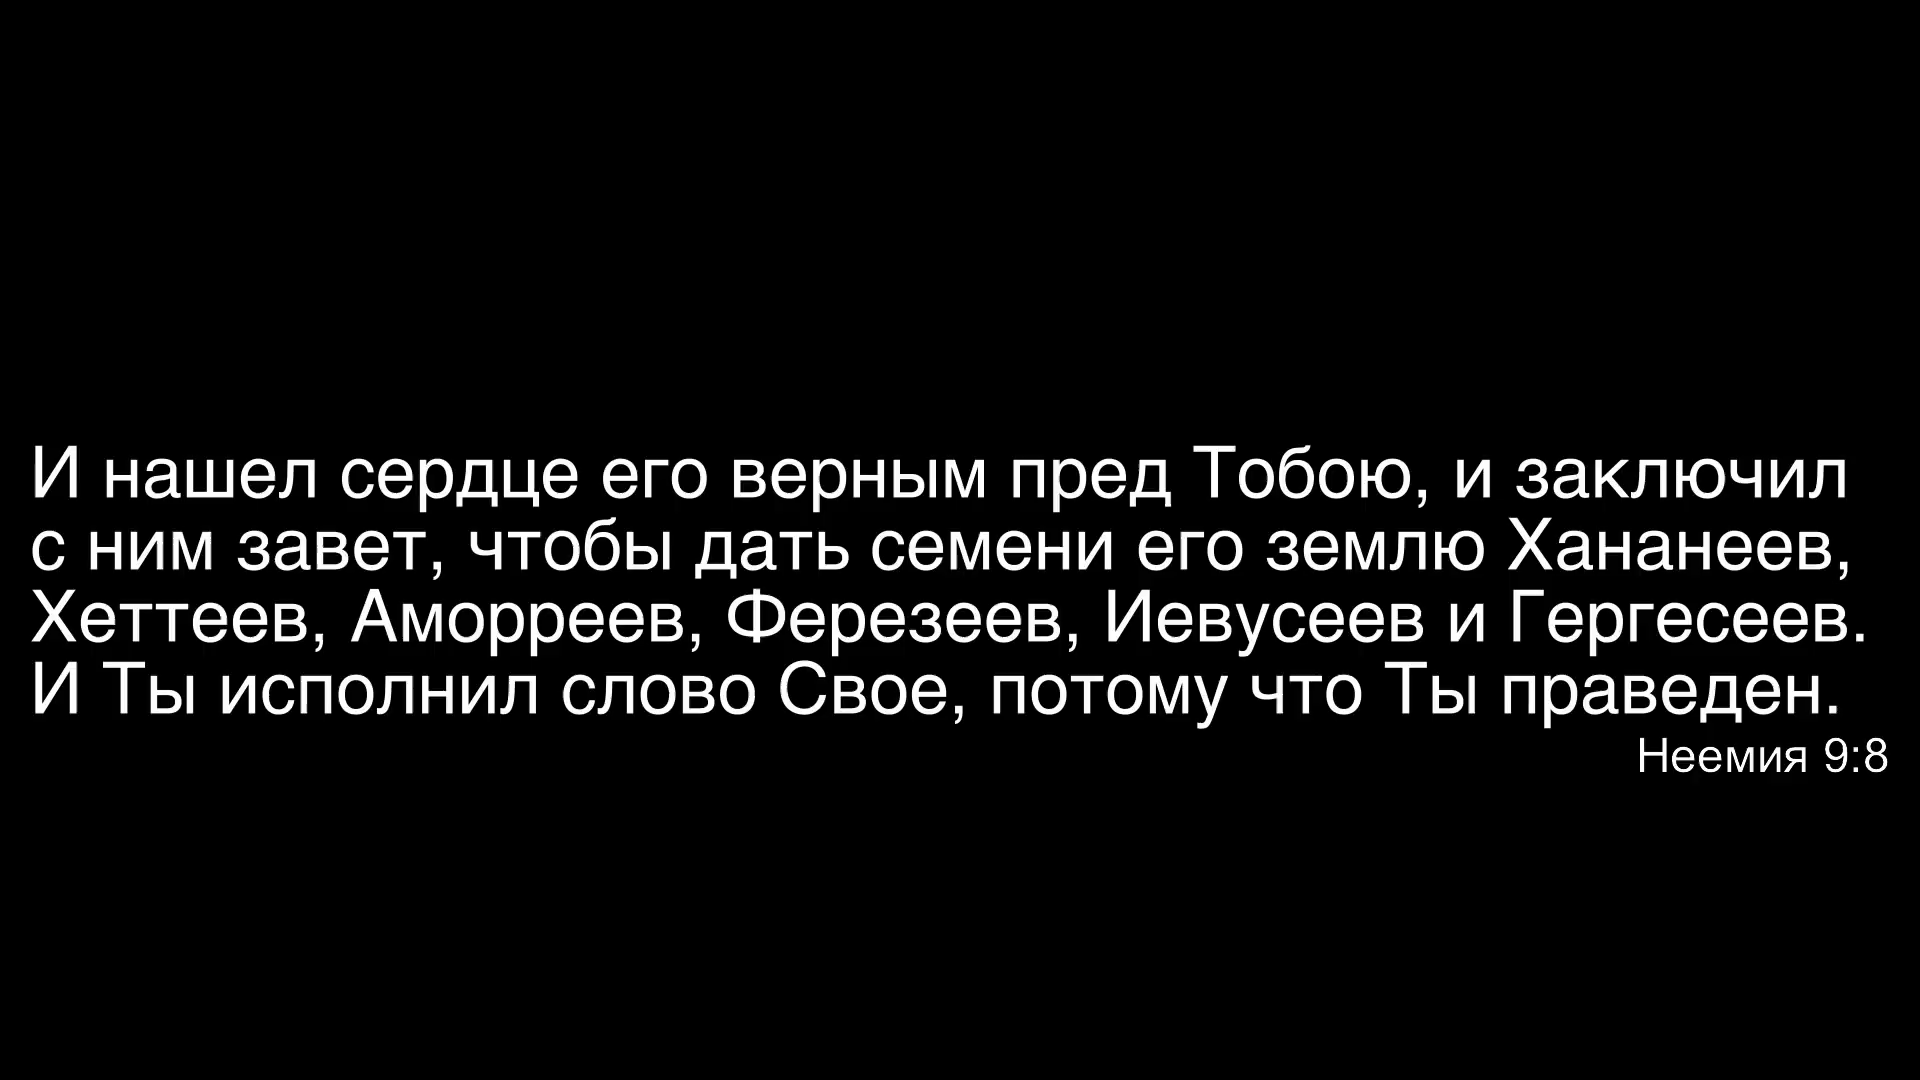 И нашел сердце его верным пред Тобою, и заключил
с ним завет, чтобы дать семени его землю Хананеев,
Хеттеев, Аморреев, Ферезеев, Иевусеев и Гергесеев.
И Ты исполнил слово Свое, потому что Ты праведен.
Неемия 9:8